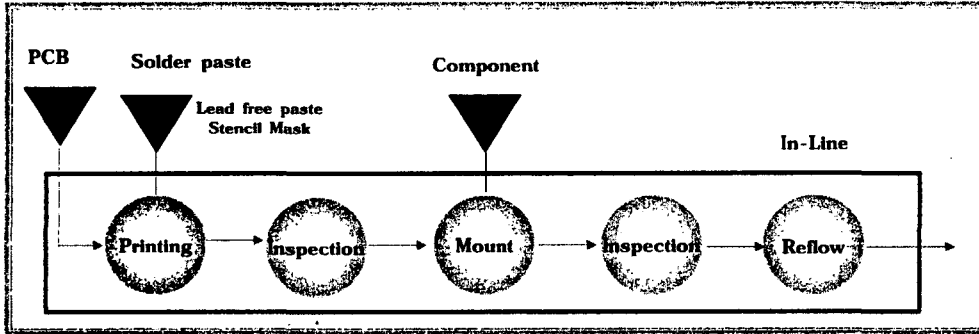 PCB
Solder paste
Lead free paste
Stencil Mask
Component
In-Line
Printing
Inspection
Mount
Inspection
Reflow